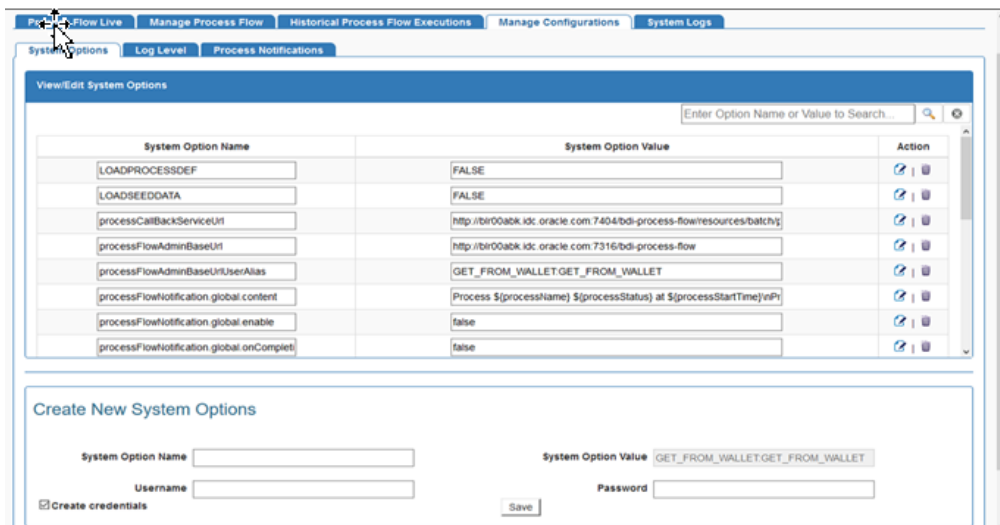 Pr Flow Live Manage Process Flow Historical Process Flow Executions Manage Configurations System Logs
System Options Log Level Process Notifications
View/Edit System Options
Enter Option Name or Value to Search...
System Option Name System Option Value Action
LOADPROCESSDEF FALSE |
LOADSEEDDATA FALSE |
processCallBackServiceUrl http://blr00abk.idc.oracle.com:7404/bdi-process-flow/resources/batch/p |
processFlowAdminBaseUrl http://blr00abk.idc.oracle.com:7316/bdi-process-flow |
processFlowAdminBaseUrlUserAlias GET_FROM_WALLET:GET_FROM_WALLET |
processFlowNotification.global.content Process ${processName} ${processStatus} at ${processStartTime}\nPr |
processFlowNotification.global.enable false |
processFlowNotification.global.onCompleti false |
Create New System Options
System Option Name System Option Value GET_FROM_WALLET:GET_FROM_WALLET
Username Password
Create credentials Save